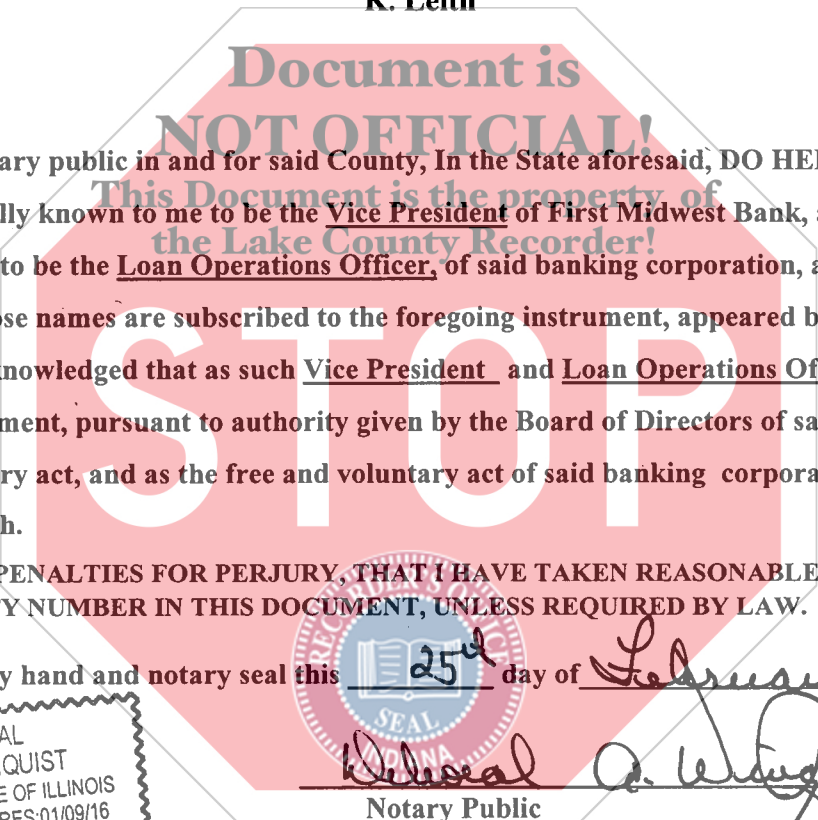 K. Leith
Document is
NOT OFFICIAL!
ary public in and for said County, In the State aforesaid, DO HE
This Document is the property of
lly known to me to be the Vice President of First Midwest Bank,
the Lake County Recorder!
to be the Loan Operations Officer, of said banking corporation, a
ose names are subscribed to the foregoing instrument, appeared b
nowledged that as such Vice President and Loan Operations Of
STOP
ment, pursuant to authority given by the Board of Directors of sa
ry act, and as the free and voluntary act of said banking corpora
h.
PENALTIES FOR PERJURY, THAT I HAVE TAKEN REASONABLE
Y NUMBER IN THIS DOCUMENT, UNLESS REQUIRED BY LAW.
RECORDER'S OFFICE
y hand and notary seal this 25th day of Februar
SEAL
INDIANA
AL
QUIST
E OF ILLINOIS
RES:01/09/16
Deborah A.
Notary Public